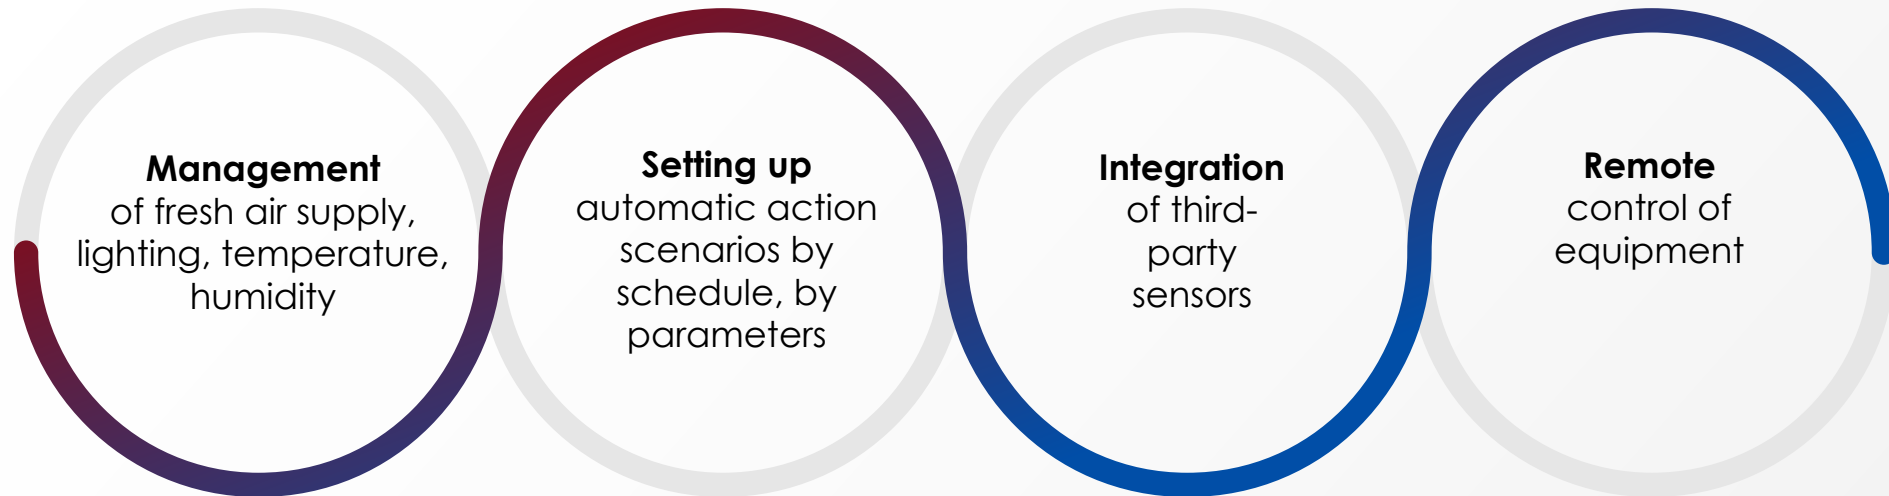 Management
of fresh air supply,
lighting, temperature,
humidity
Setting up
automatic action
scenarios by
schedule, by
parameters
Integration
of third-
party
sensors
Remote
control of
equipment